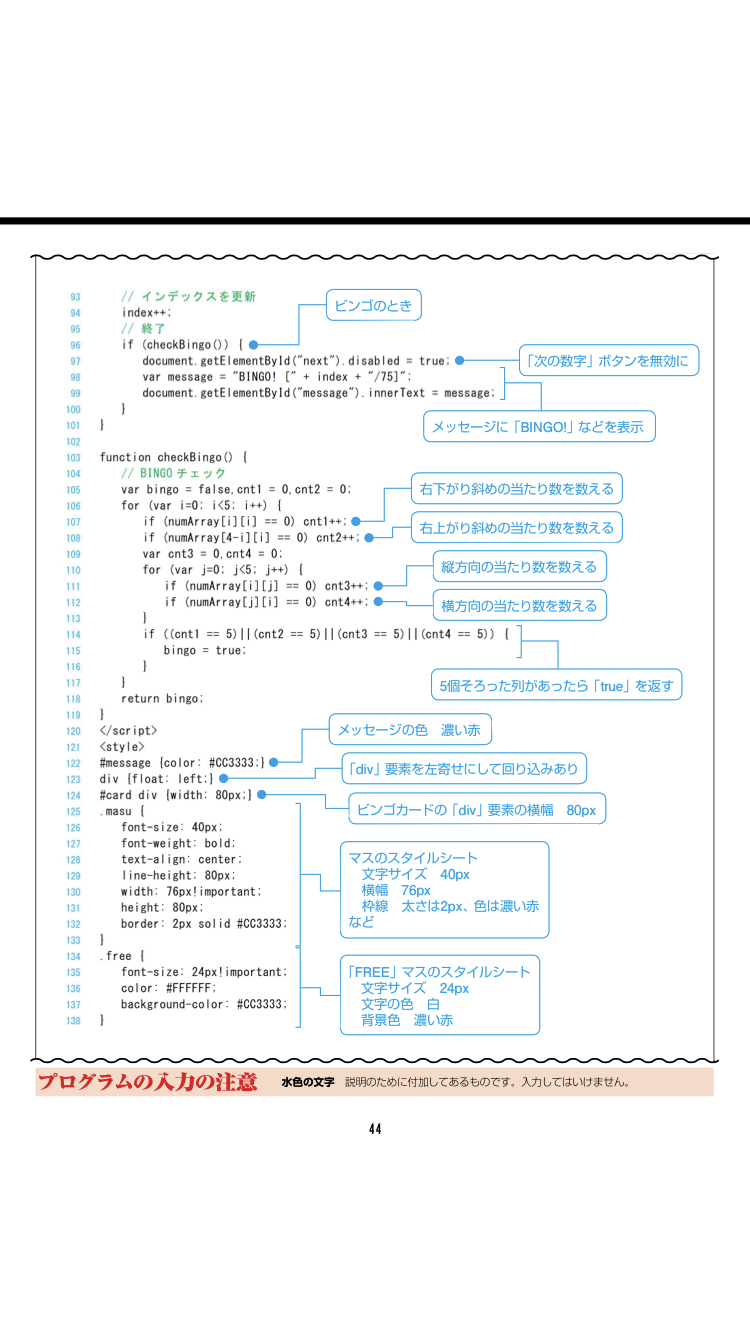 93 // インデックスを更新
ビンゴのとき
94 index++;
95 // 終了
96 if (checkBingo()) {
97 document.getElementById("next").disabled = true;
「次の数字」ボタンを無効に
98 var message = "BINGO! [" + index + "/75]";
99 document.getElementById("message").innerText = message;
100 }
101 }
メッセージに「BINGO!」などを表示
102
103 function checkBingo() {
104 // BINGO チェック
105 var bingo = false,cnt1 = 0,cnt2 = 0;
右下がり斜めの当たり数を数える
106 for (var i=0; i<5; i++) {
107 if (numArray[i][i] == 0) cnt1++;
108 if (numArray[4-i][i] == 0) cnt2++;
右上がり斜めの当たり数を数える
109 var cnt3 = 0,cnt4 = 0;
110 for (var j=0; j<5; j++) {
縦方向の当たり数を数える
111 if (numArray[i][j] == 0) cnt3++;
112 if (numArray[j][i] == 0) cnt4++;
横方向の当たり数を数える
113 }
114 if ((cnt1 == 5)||(cnt2 == 5)||(cnt3 == 5)||(cnt4 == 5)) {
115 bingo = true;
116 }
117 }
5個そろった列があったら「true」を返す
118 return bingo;
119 }
120 </script>
メッセージの色 濃い赤
121 <style>
122 #message {color: #CC3333;}
123 div {float: left;}
「div」要素を左寄せにして回り込みあり
124 #card div {width: 80px;}
ビンゴカードの「div」要素の横幅 80px
125 .masu {
126 font-size: 40px;
127 font-weight: bold;
128 text-align: center;
129 line-height: 80px;
130 width: 76px!important;
131 height: 80px;
132 border: 2px solid #CC3333;
133 }
マスのスタイルシート
文字サイズ 40px
横幅 76px
枠線 太さは2px、色は濃い赤
など
134 .free {
135 font-size: 24px!important;
136 color: #FFFFFF;
137 background-color: #CC3333;
138 }
「FREE」マスのスタイルシート
文字サイズ 24px
文字の色 白
背景色 濃い赤
プログラムの入力の注意 水色の文字 説明のために付加してあるものです。入力してはいけません。
44